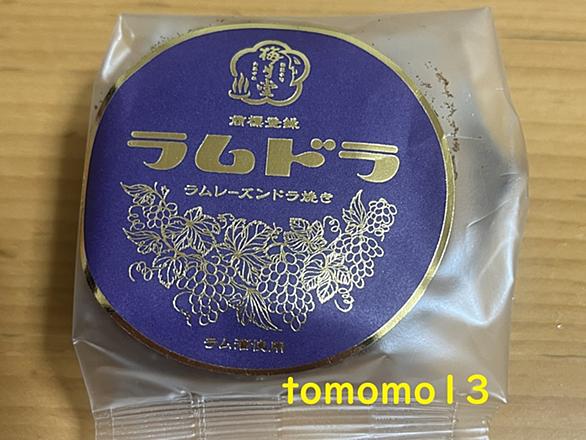 梅月堂
商標登録
ラムドラ
ラムレーズンドラ焼き
ラム酒使用
tomomo13